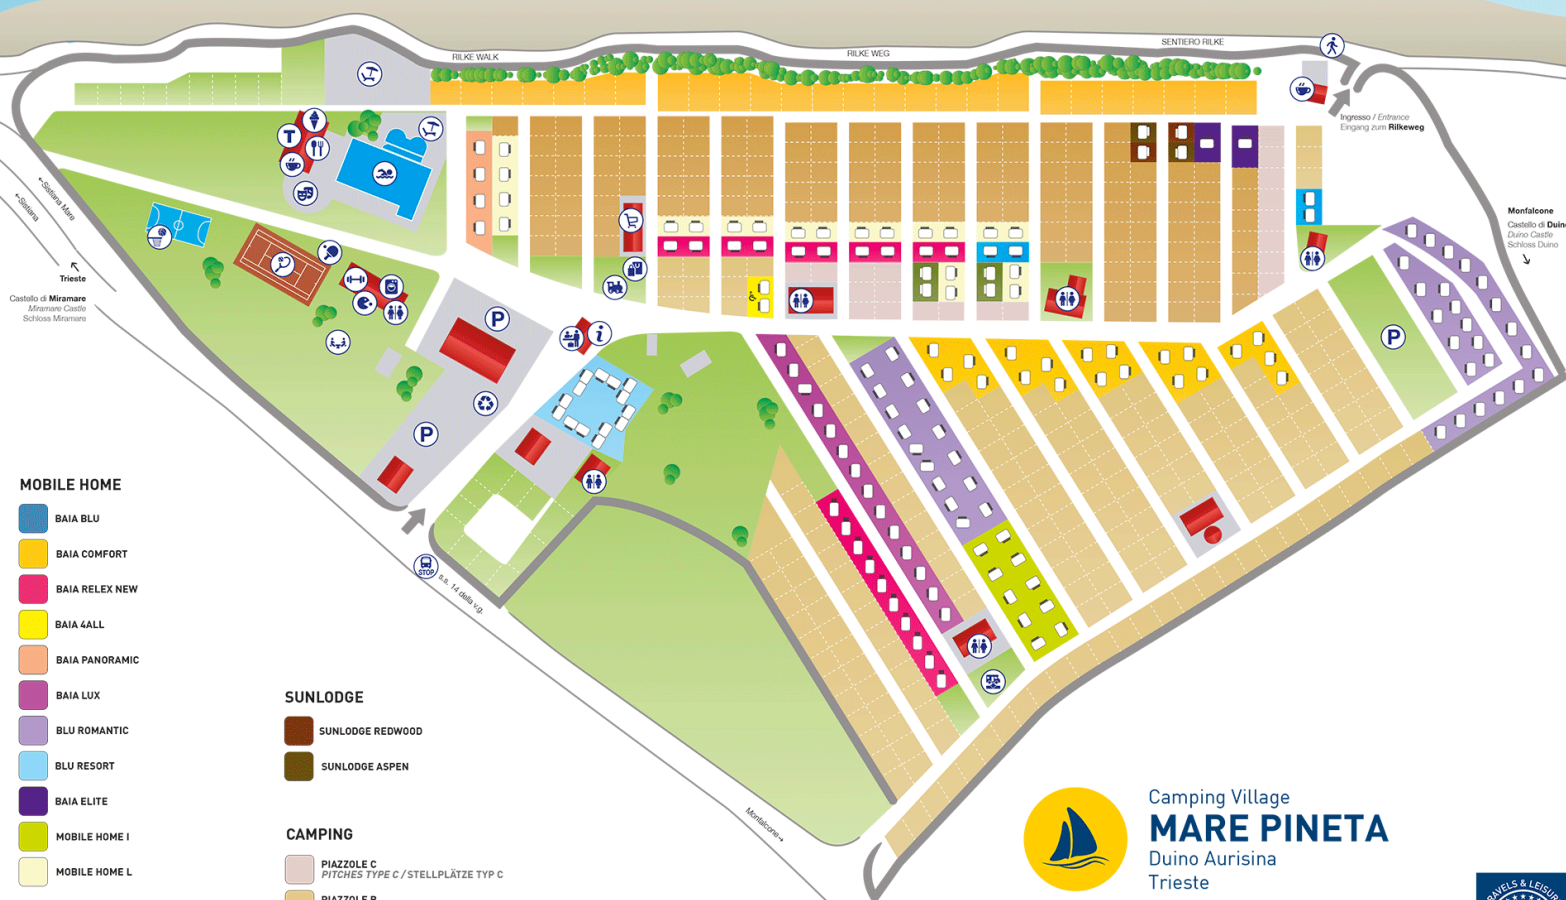 RILKE WALK
RILKE WEG
SENTIERO RILKE
Ingresso / Entrance
Eingang zum Rilkeweg
Monfalcone
Castello di Duino
Duino Castle
Schloss Duino
←Sistiana Mare
←Sistiana
Trieste
Castello di Miramare
Miramare Castle
Schloss Miramare
T
P
i
P
P
STOP
s.s. 14 della v.g.
Monfalcone→
MOBILE HOME
BAIA BLU
BAIA COMFORT
BAIA RELEX NEW
BAIA 4ALL
BAIA PANORAMIC
BAIA LUX
BLU ROMANTIC
BLU RESORT
BAIA ELITE
MOBILE HOME I
MOBILE HOME L
SUNLODGE
SUNLODGE REDWOOD
SUNLODGE ASPEN
CAMPING
PIAZZOLE C
PITCHES TYPE C / STELLPLÄTZE TYP C
PIAZZOLE B
Camping Village
MARE PINETA
Duino Aurisina
Trieste